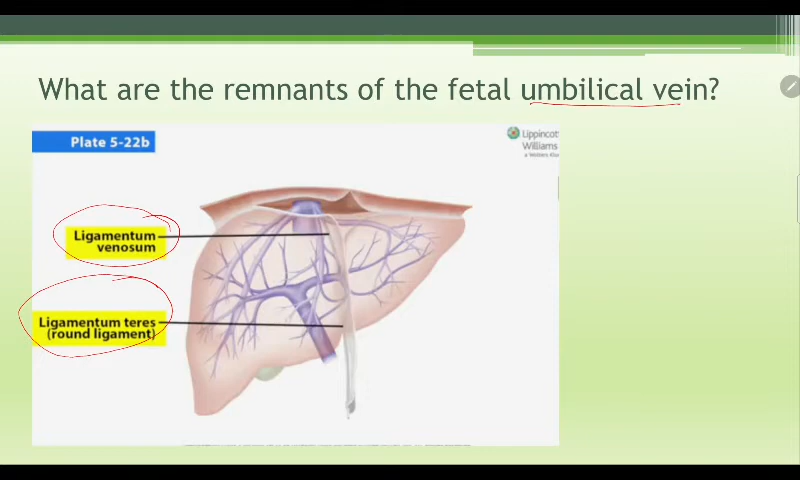 What are the remnants of the fetal umbilical vein?
Plate 5-22b
Lippincott
Williams
Ligamentum
venosum
Ligamentum teres
(round ligament)